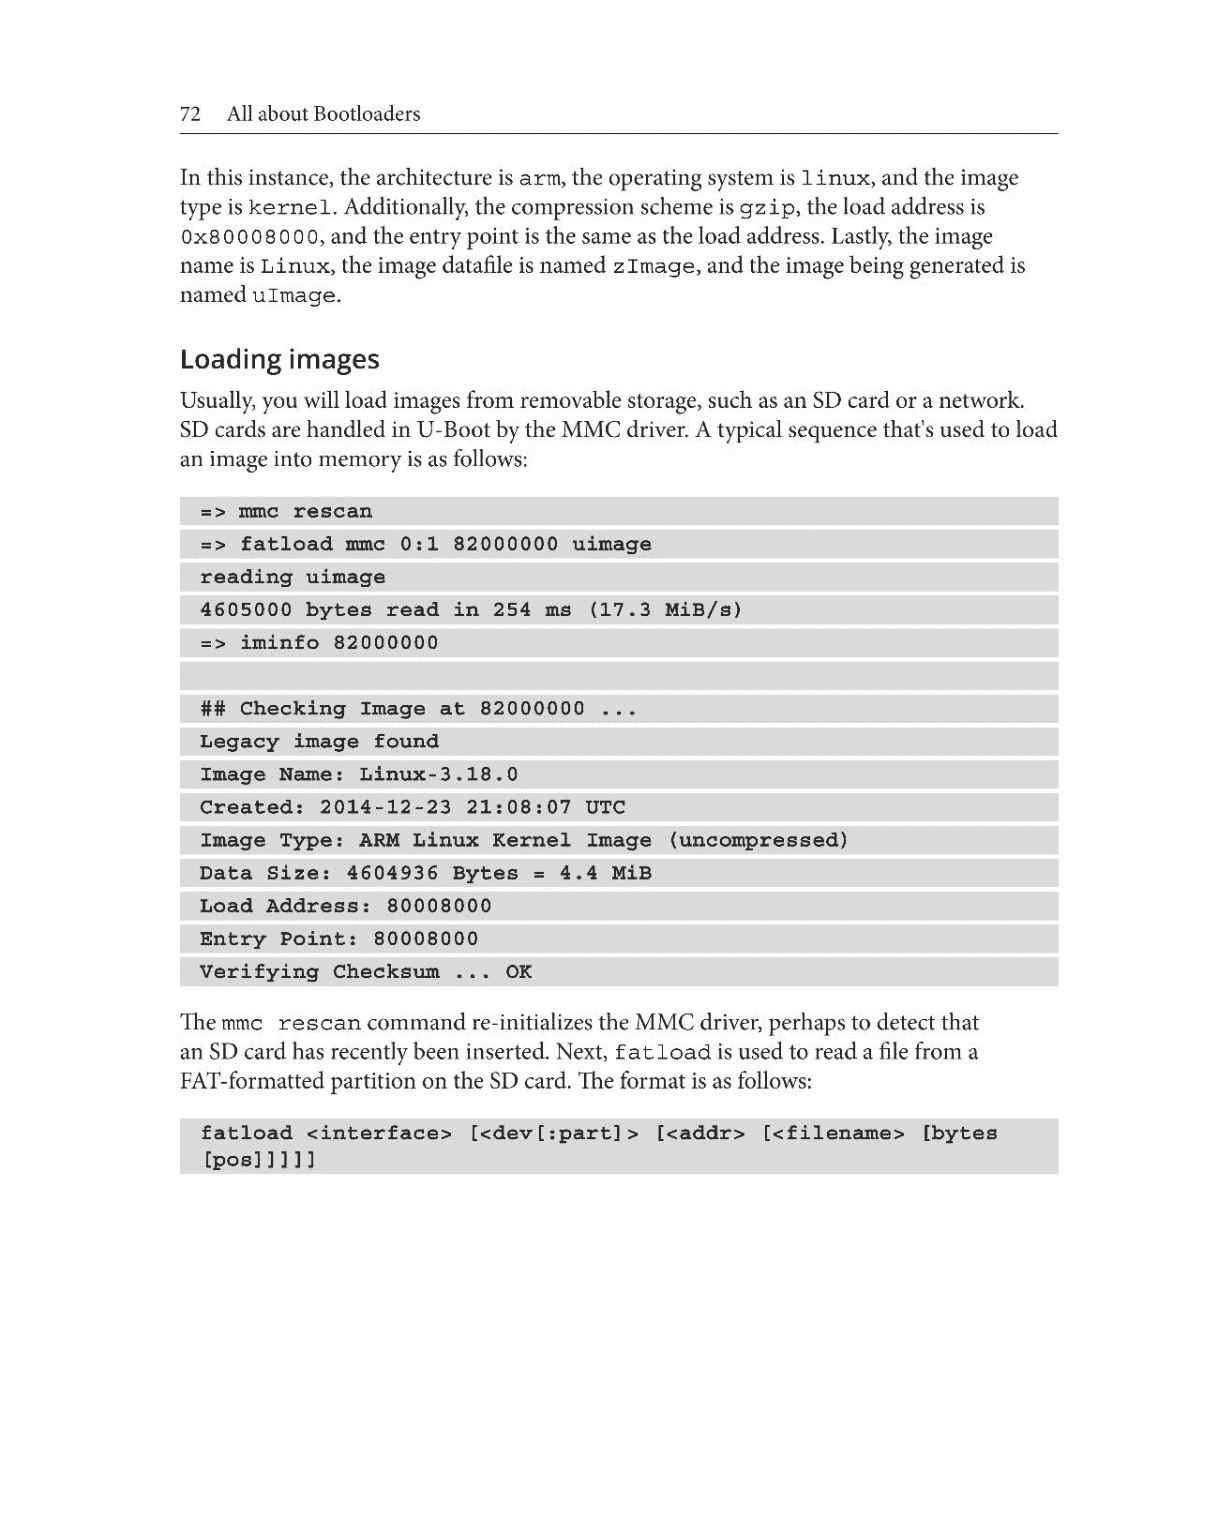 72 All about Bootloaders
In this instance, the architecture is arm, the operating system is linux, and the image
type is kernel. Additionally, the compression scheme is gzip, the load address is
0x80008000, and the entry point is the same as the load address. Lastly, the image
name is Linux, the image datafile is named zImage, and the image being generated is
named uImage.
Loading images
Usually, you will load images from removable storage, such as an SD card or a network.
SD cards are handled in U-Boot by the MMC driver. A typical sequence that's used to load
an image into memory is as follows:
=> mmc rescan
=> fatload mmc 0:1 82000000 uimage
reading uimage
4605000 bytes read in 254 ms (17.3 MiB/s)
=> iminfo 82000000
## Checking Image at 82000000 ...
Legacy image found
Image Name: Linux-3.18.0
Created: 2014-12-23 21:08:07 UTC
Image Type: ARM Linux Kernel Image (uncompressed)
Data Size: 4604936 Bytes = 4.4 MiB
Load Address: 80008000
Entry Point: 80008000
Verifying Checksum ... OK
The mmc rescan command re-initializes the MMC driver, perhaps to detect that
an SD card has recently been inserted. Next, fatload is used to read a file from a
FAT-formatted partition on the SD card. The format is as follows:
fatload <interface> [<dev[:part]> [<addr> [<filename> [bytes
[pos]]]]]